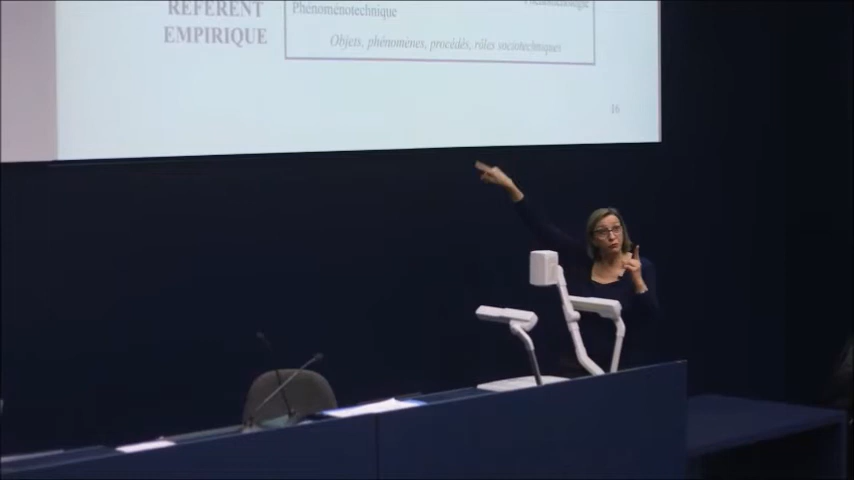 RÉFÉRENT
EMPIRIQUE
Phénoménotechnique
Objets, phénomènes, procédés, rôles sociotechniques
16